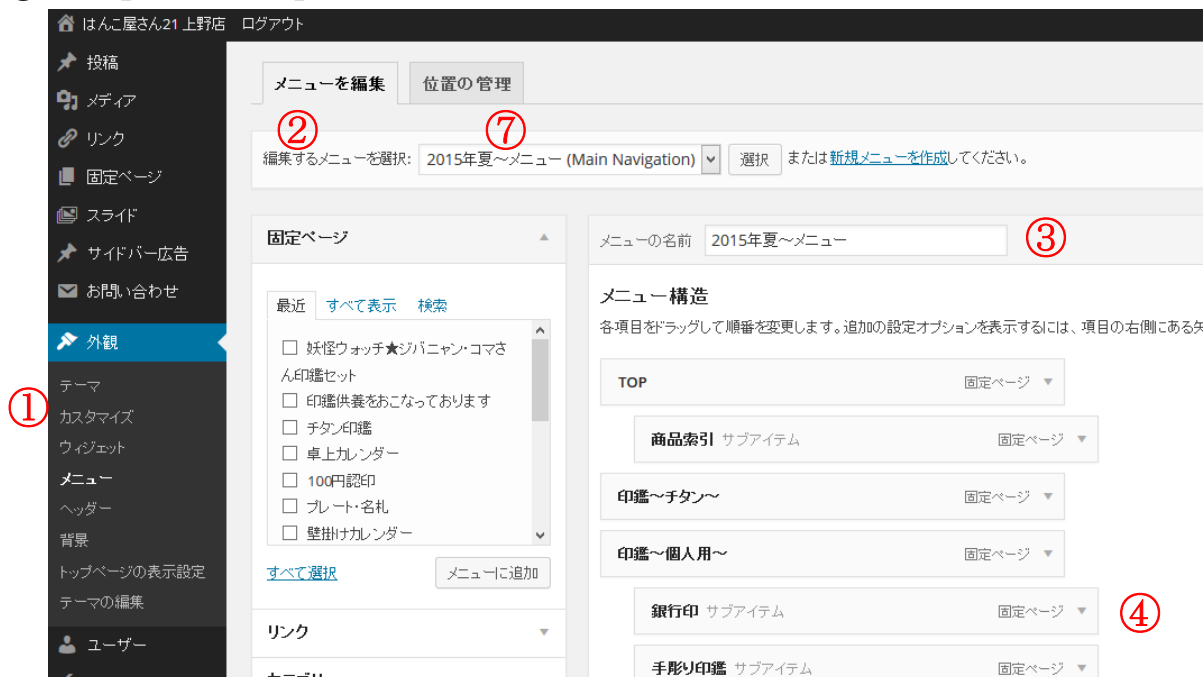 はんこ屋さん21 上野店 ログアウト
投稿
メディア
リンク
固定ページ
スライド
サイドバー広告
お問い合わせ
外観
①
テーマ
カスタマイズ
ウィジェット
メニュー
ヘッダー
背景
トップページの表示設定
テーマの編集
ユーザー
メニューを編集 位置の管理
② ⑦
編集するメニューを選択: 2015年夏～メニュー (Main Navigation) 選択 または新規メニューを作成してください。
固定ページ
最近 すべて表示 検索
妖怪ウォッチ★ジバニャン・コマさ
ん印鑑セット
印鑑供養をおこなっております
チタン印鑑
卓上カレンダー
100円認印
プレート・名札
壁掛けカレンダー
すべて選択 メニューに追加
リンク
メニューの名前 2015年夏～メニュー ③
メニュー構造
各項目をドラッグして順番を変更します。追加の設定オプションを表示するには、項目の右側にある矢
TOP 固定ページ
商品索引 サブアイテム 固定ページ
印鑑～チタン～ 固定ページ
印鑑～個人用～ 固定ページ
銀行印 サブアイテム 固定ページ ④
手彫り印鑑 サブアイテム 固定ページ